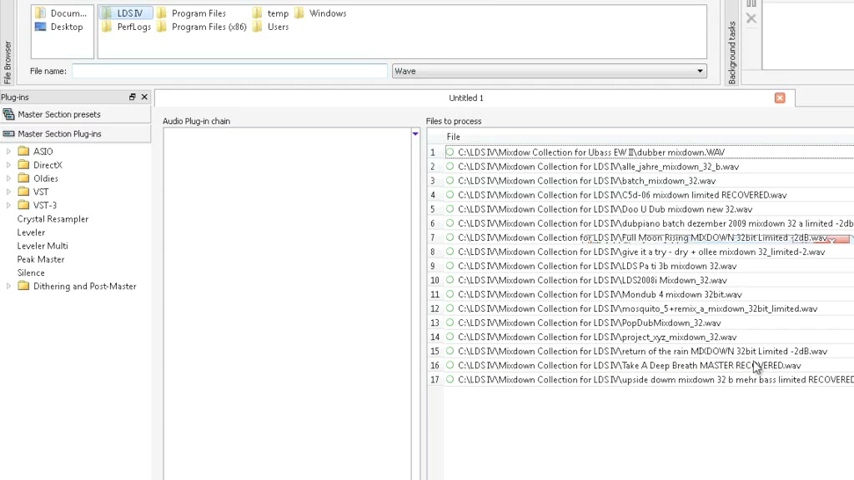 Docum... LDS IV Program Files temp Windows
Desktop PerfLogs Program Files (x86) Users
File Browser
File name: Wave
Background tasks
Plug-ins Untitled 1
Master Section presets Audio Plug-in chain Files to process
Master Section Plug-ins File
ASIO
DirectX
Oldies
VST
VST-3
Crystal Resampler
Leveler
Leveler Multi
Peak Master
Silence
Dithering and Post-Master
1 C:\LDS IV\Mixdow Collection for Ubass EW II\dubber mixdown.WAV
2 C:\LDS IV\Mixdown Collection for LDS IV\alle_jahre_mixdown_32_b.wav
3 C:\LDS IV\Mixdown Collection for LDS IV\batch_mixdown_32.wav
4 C:\LDS IV\Mixdown Collection for LDS IV\C5d-06 mixdown limited RECOVERED.wav
5 C:\LDS IV\Mixdown Collection for LDS IV\Doo U Dub mixdown new 32.wav
6 C:\LDS IV\Mixdown Collection for LDS IV\dubpiano batch dezember 2009 mixdown 32 a limited -2db
7 C:\LDS IV\Mixdown Collection for LDS IV\Full Moon Rising MIXDOWN 32bit Limited -2dB.wav
8 C:\LDS IV\Mixdown Collection for LDS IV\give it a try - dry + ollee mixdown 32_limited-2.wav
9 C:\LDS IV\Mixdown Collection for LDS IV\LDS Pa ti 3b mixdown 32.wav
10 C:\LDS IV\Mixdown Collection for LDS IV\LDS2008i Mixdown_32.wav
11 C:\LDS IV\Mixdown Collection for LDS IV\Mondub 4 mixdown 32bit.wav
12 C:\LDS IV\Mixdown Collection for LDS IV\mosquito_5+remix_a_mixdown_32bit_limited.wav
13 C:\LDS IV\Mixdown Collection for LDS IV\PopDubMixdown_32.wav
14 C:\LDS IV\Mixdown Collection for LDS IV\project_xyz_mixdown_32.wav
15 C:\LDS IV\Mixdown Collection for LDS IV\return of the rain MIXDOWN 32bit Limited -2dB.wav
16 C:\LDS IV\Mixdown Collection for LDS IV\Take A Deep Breath MASTER RECOVERED.wav
17 C:\LDS IV\Mixdown Collection for LDS IV\upside dowm mixdown 32 b mehr bass limited RECOVERED